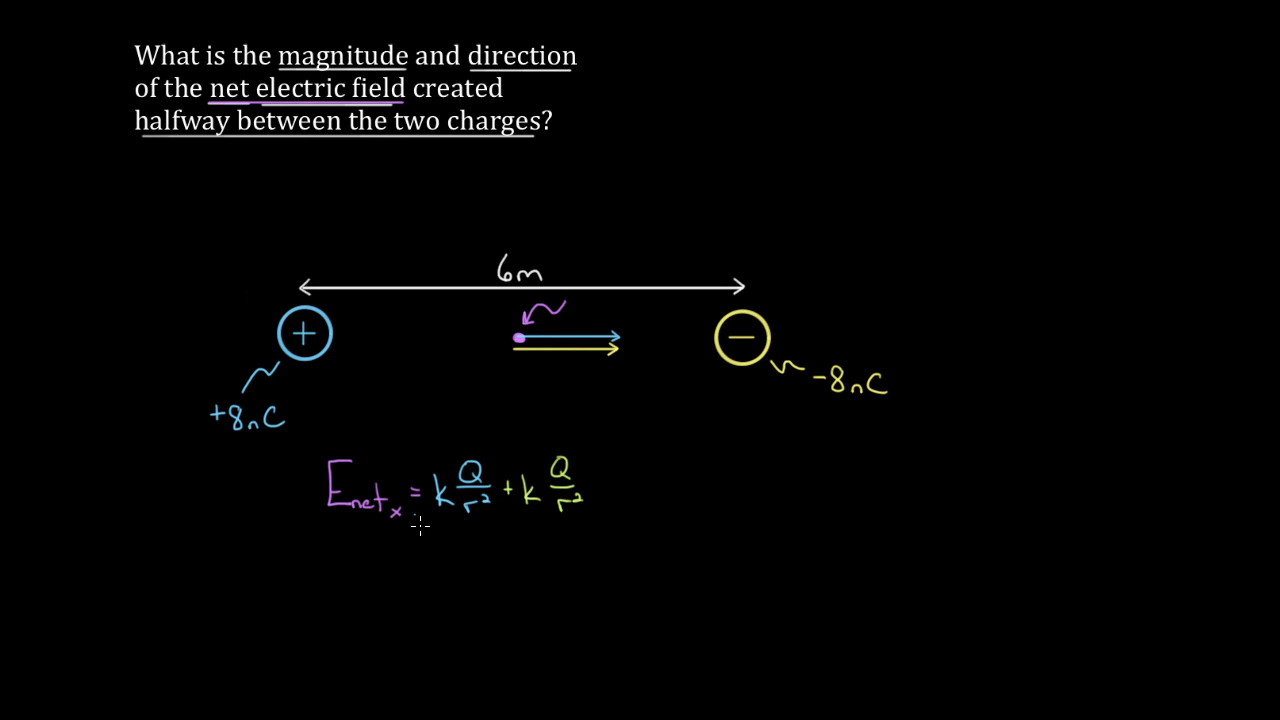 What is the magnitude and direction
of the net electric field created
halfway between the two charges?
6m
+
−
+8nC
-8nC
E_net_x = k Q/r² + k Q/r²